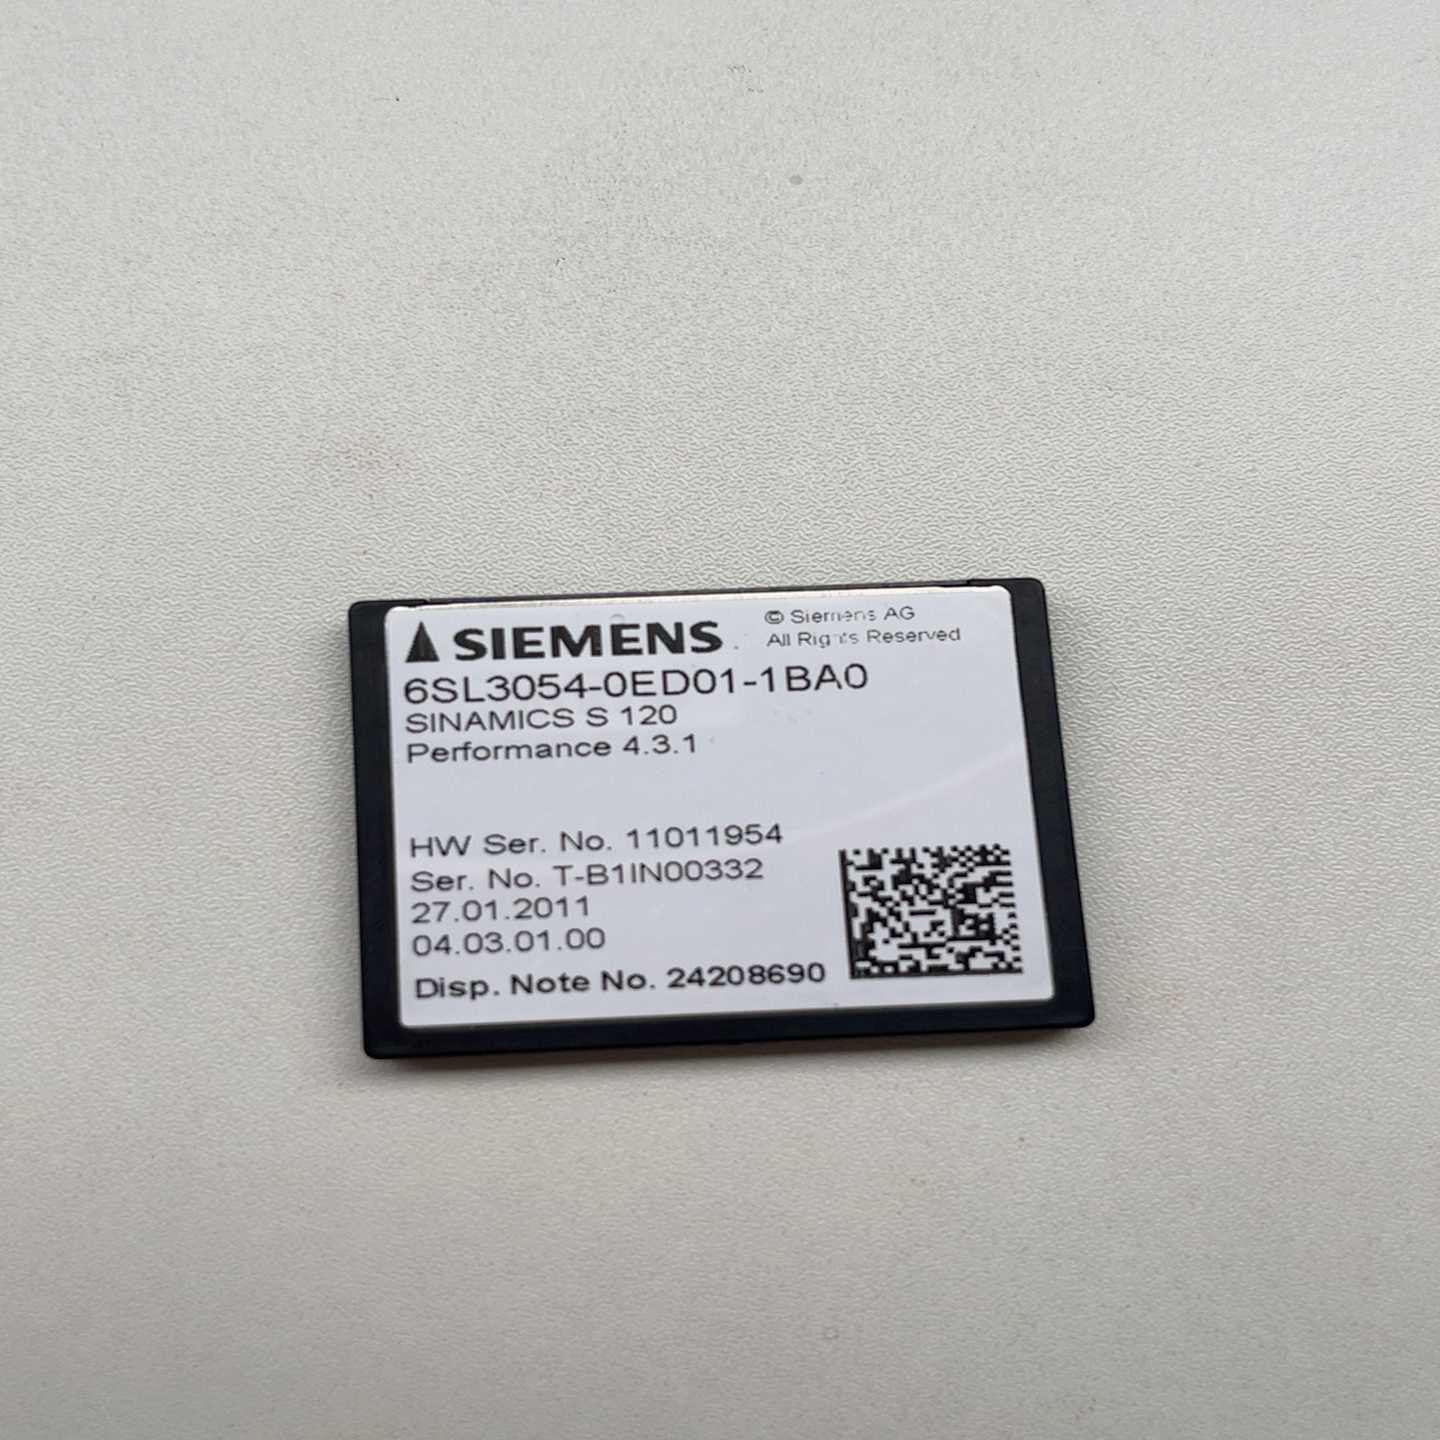 SIEMENS
© Siemens AG
All Rights Reserved
6SL3054-0ED01-1BA0
SINAMICS S 120
Performance 4.3.1
HW Ser. No. 11011954
Ser. No. T-B1IN00332
27.01.2011
04.03.01.00
Disp. Note No. 24208690